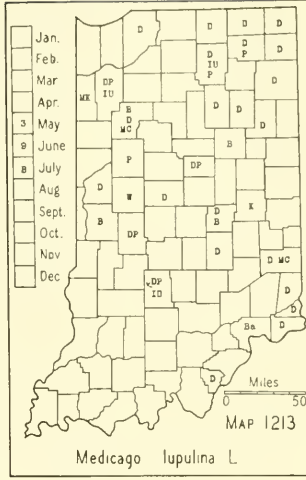 Jan.
Feb.
Mar
Apr.
3 May
9 June
8 July
Aug
Sept.
Oct.
Nov
Dec
D
D D D
D D D
IU P
P
DP
MK IU
D D
B
D
MC
D
B
P DP
D W D D K
B
B DP D
D MC
DP
IU
D
D
Ba D
D
Miles
0 50
MAP 1213
Medicago lupulina L